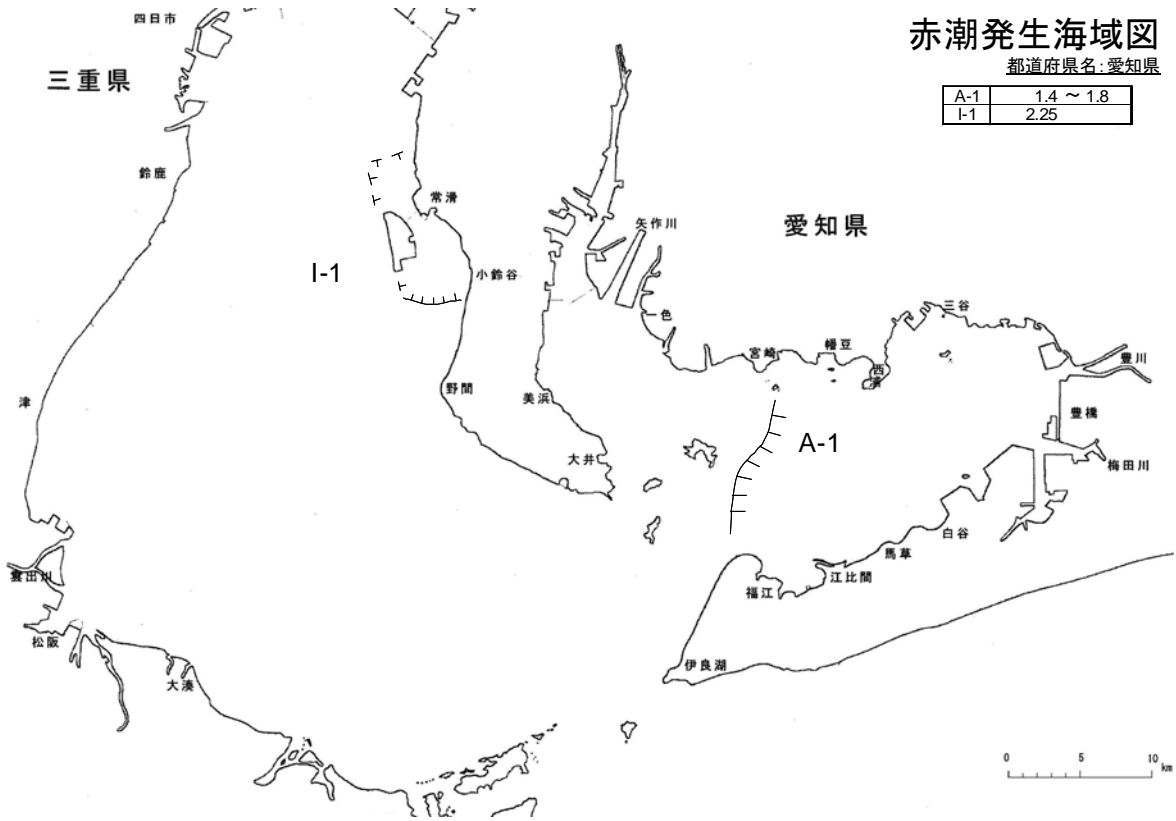 赤潮発生海域図
都道府県名：愛知県
A-1 1.4 ～ 1.8
I-1 2.25
四日市
三重県
鈴鹿
常滑
矢作川
愛知県
I-1
小鈴谷
一色
三谷
宮崎
幡豆
西浦
豊川
野間
美浜
津
豊橋
A-1
大井
梅田川
白谷
馬草
雲出川
福江
江比間
松阪
伊良湖
大湊
0 5 10
km